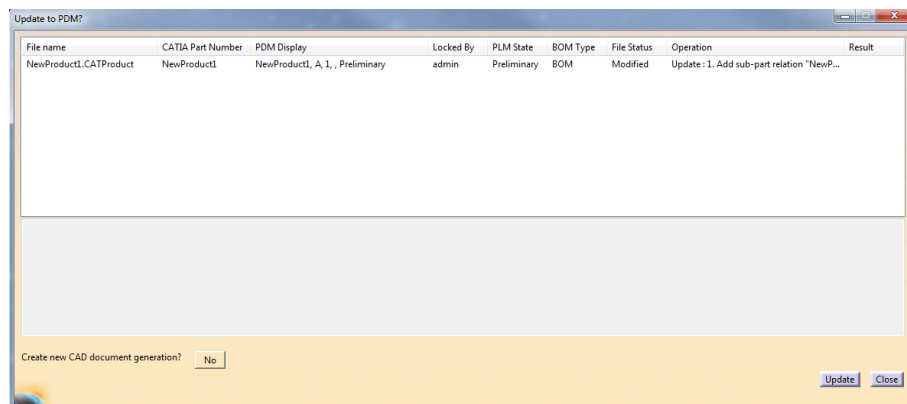 Update to PDM?
File name CATIA Part Number PDM Display Locked By PLM State BOM Type File Status Operation Result
NewProduct1.CATProduct NewProduct1 NewProduct1, A, 1, , Preliminary admin Preliminary BOM Modified Update : 1. Add sub-part relation "NewP...
Create new CAD document generation? No
Update Close